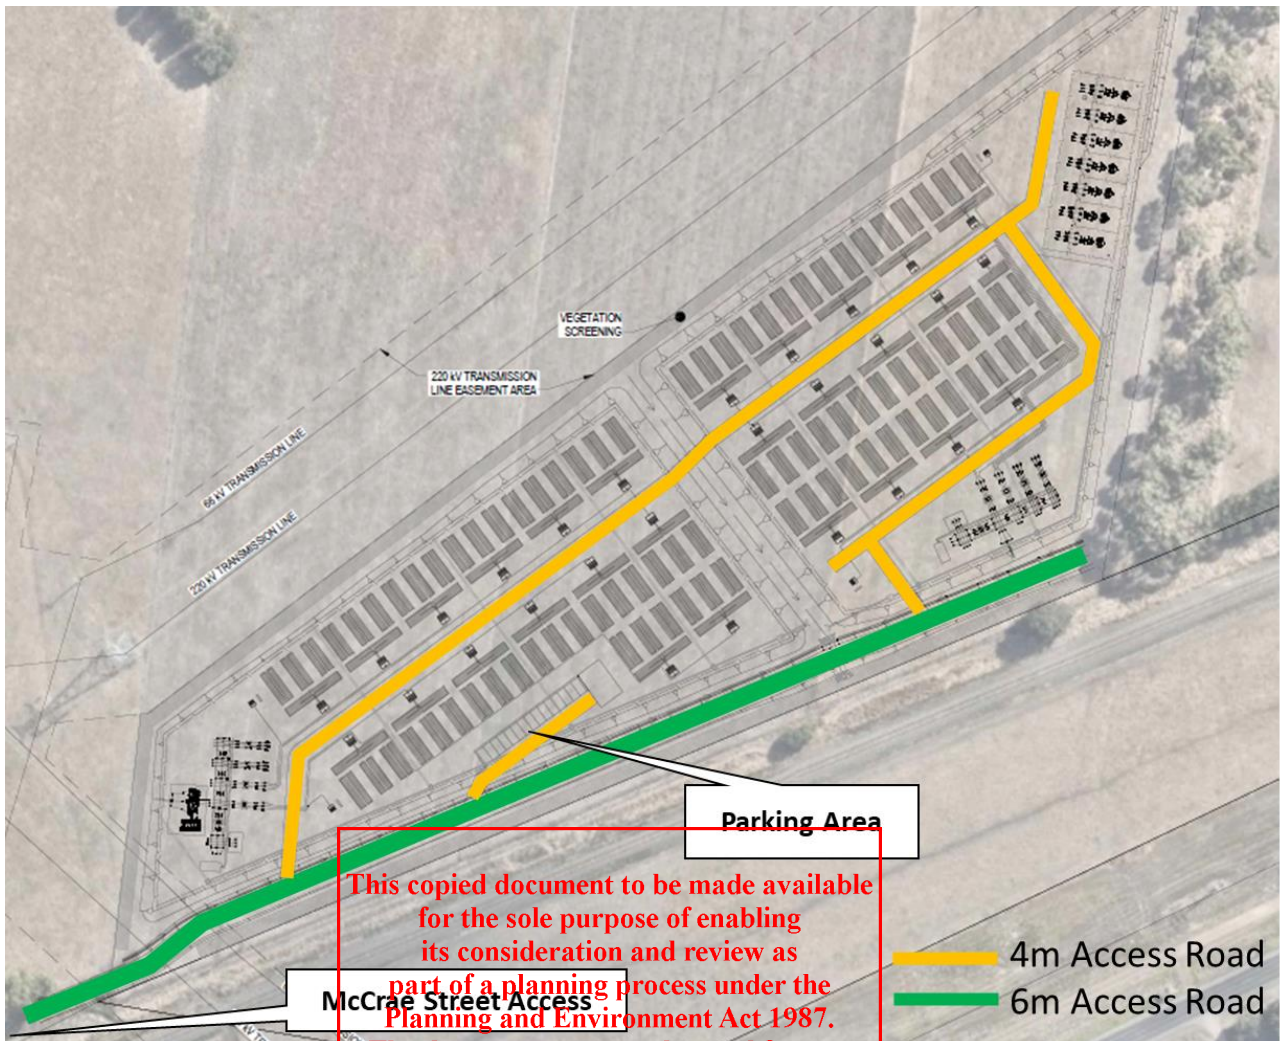 VEGETATION
SCREENING
220 kV TRANSMISSION
LINE EASEMENT AREA
66 kV TRANSMISSION LINE
220 kV TRANSMISSION LINE
Parking Area
This copied document to be made available
for the sole purpose of enabling
its consideration and review as
part of a planning process under the
Planning and Environment Act 1987.
McCrae Street Access
4m Access Road
6m Access Road